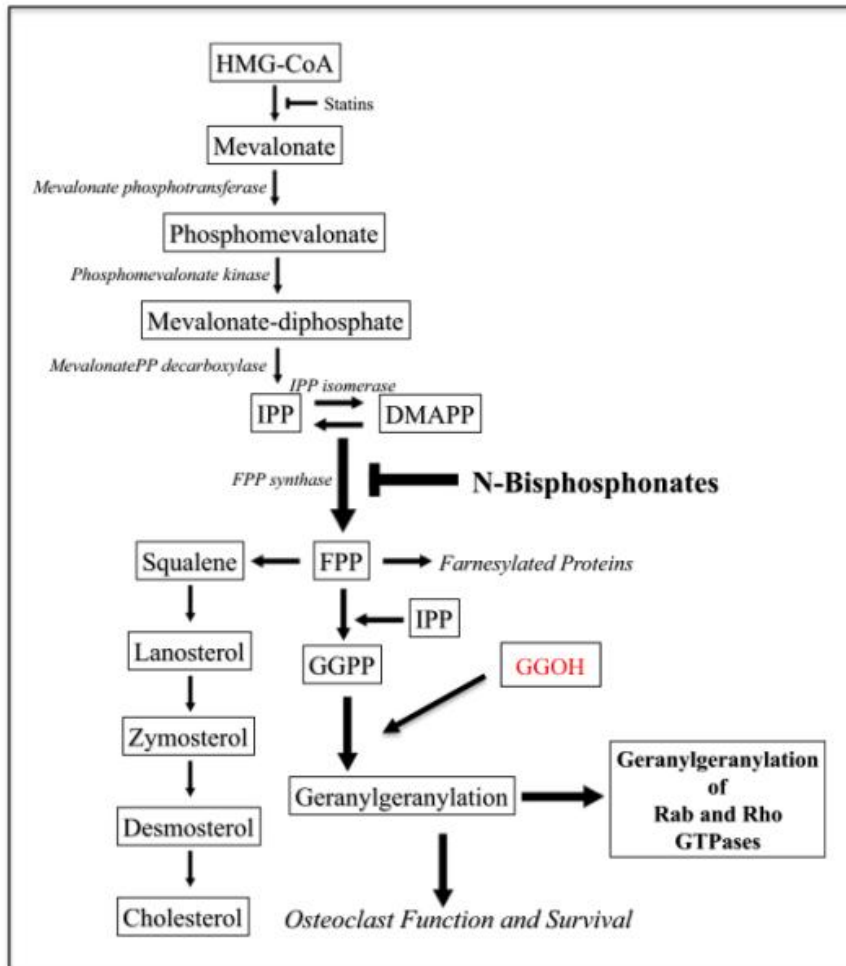 HMG-CoA
Statins
Mevalonate
Mevalonate phosphotransferase
Phosphomevalonate
Phosphomevalonate kinase
Mevalonate-diphosphate
MevalonatePP decarboxylase
IPP isomerase
IPP
DMAPP
FPP synthase
N-Bisphosphonates
Squalene
FPP
Farnesylated Proteins
IPP
Lanosterol
GGPP
GGOH
Zymosterol
Geranylgeranylation
Geranylgeranylation
of
Rab and Rho
GTPases
Desmosterol
Cholesterol
Osteoclast Function and Survival